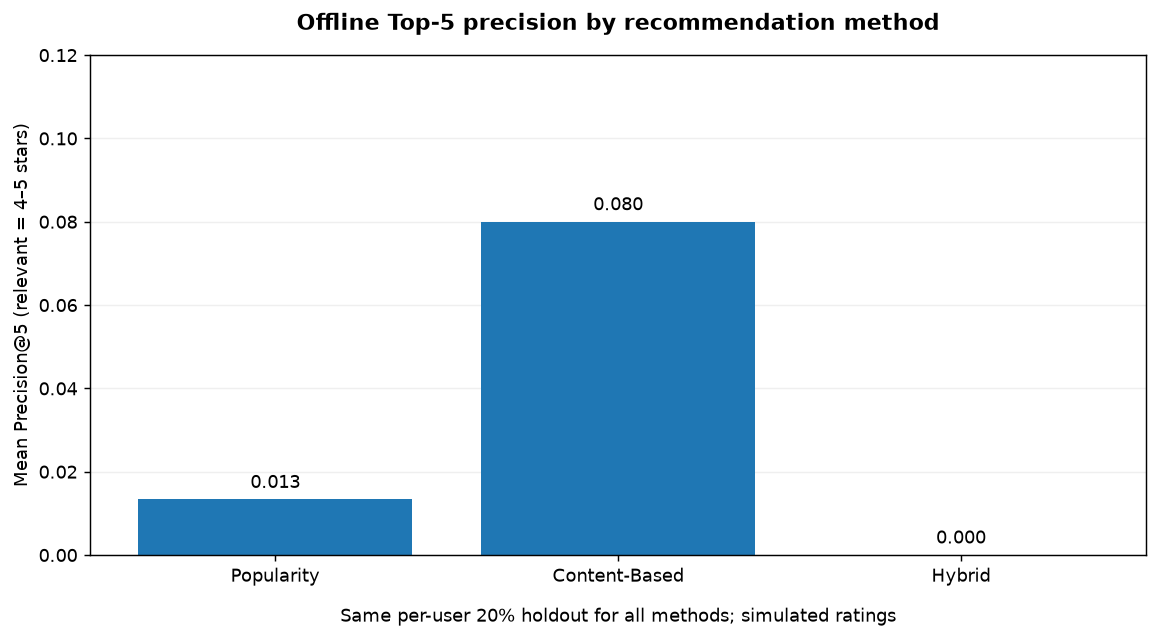 Offline Top-5 precision by recommendation method
Mean Precision@5 (relevant = 4–5 stars)
0.12
0.10
0.08
0.06
0.04
0.02
0.00
0.013
0.080
0.000
Popularity
Content-Based
Hybrid
Same per-user 20% holdout for all methods; simulated ratings